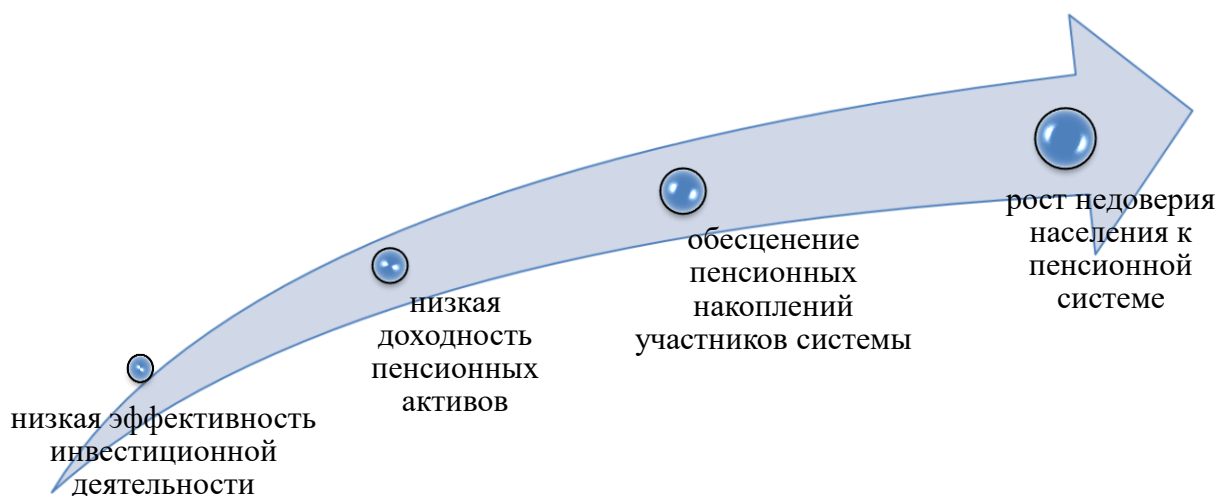 низкая эффективность
инвестиционной
деятельности
низкая
доходность
пенсионных
активов
обесценение
пенсионных
накоплений
участников системы
рост недоверия
населения к
пенсионной
системе